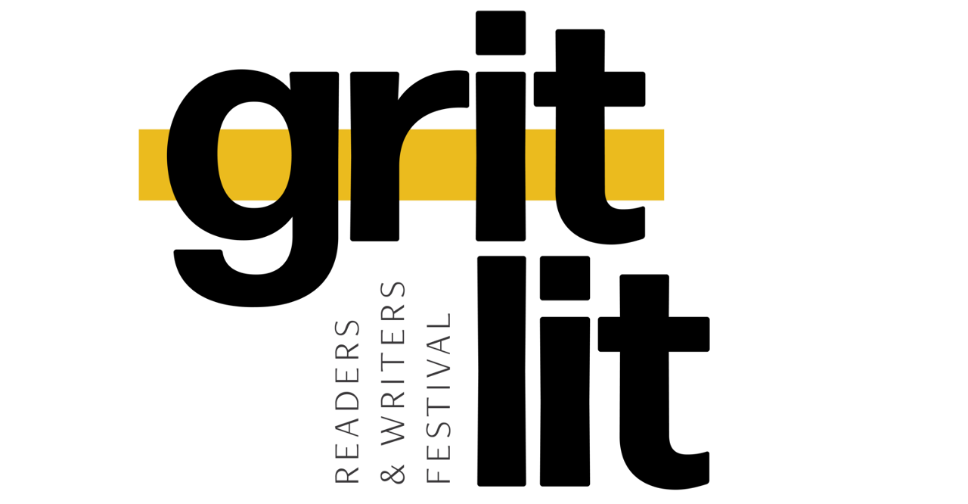 grit
lit
READERS
& WRITERS
FESTIVAL